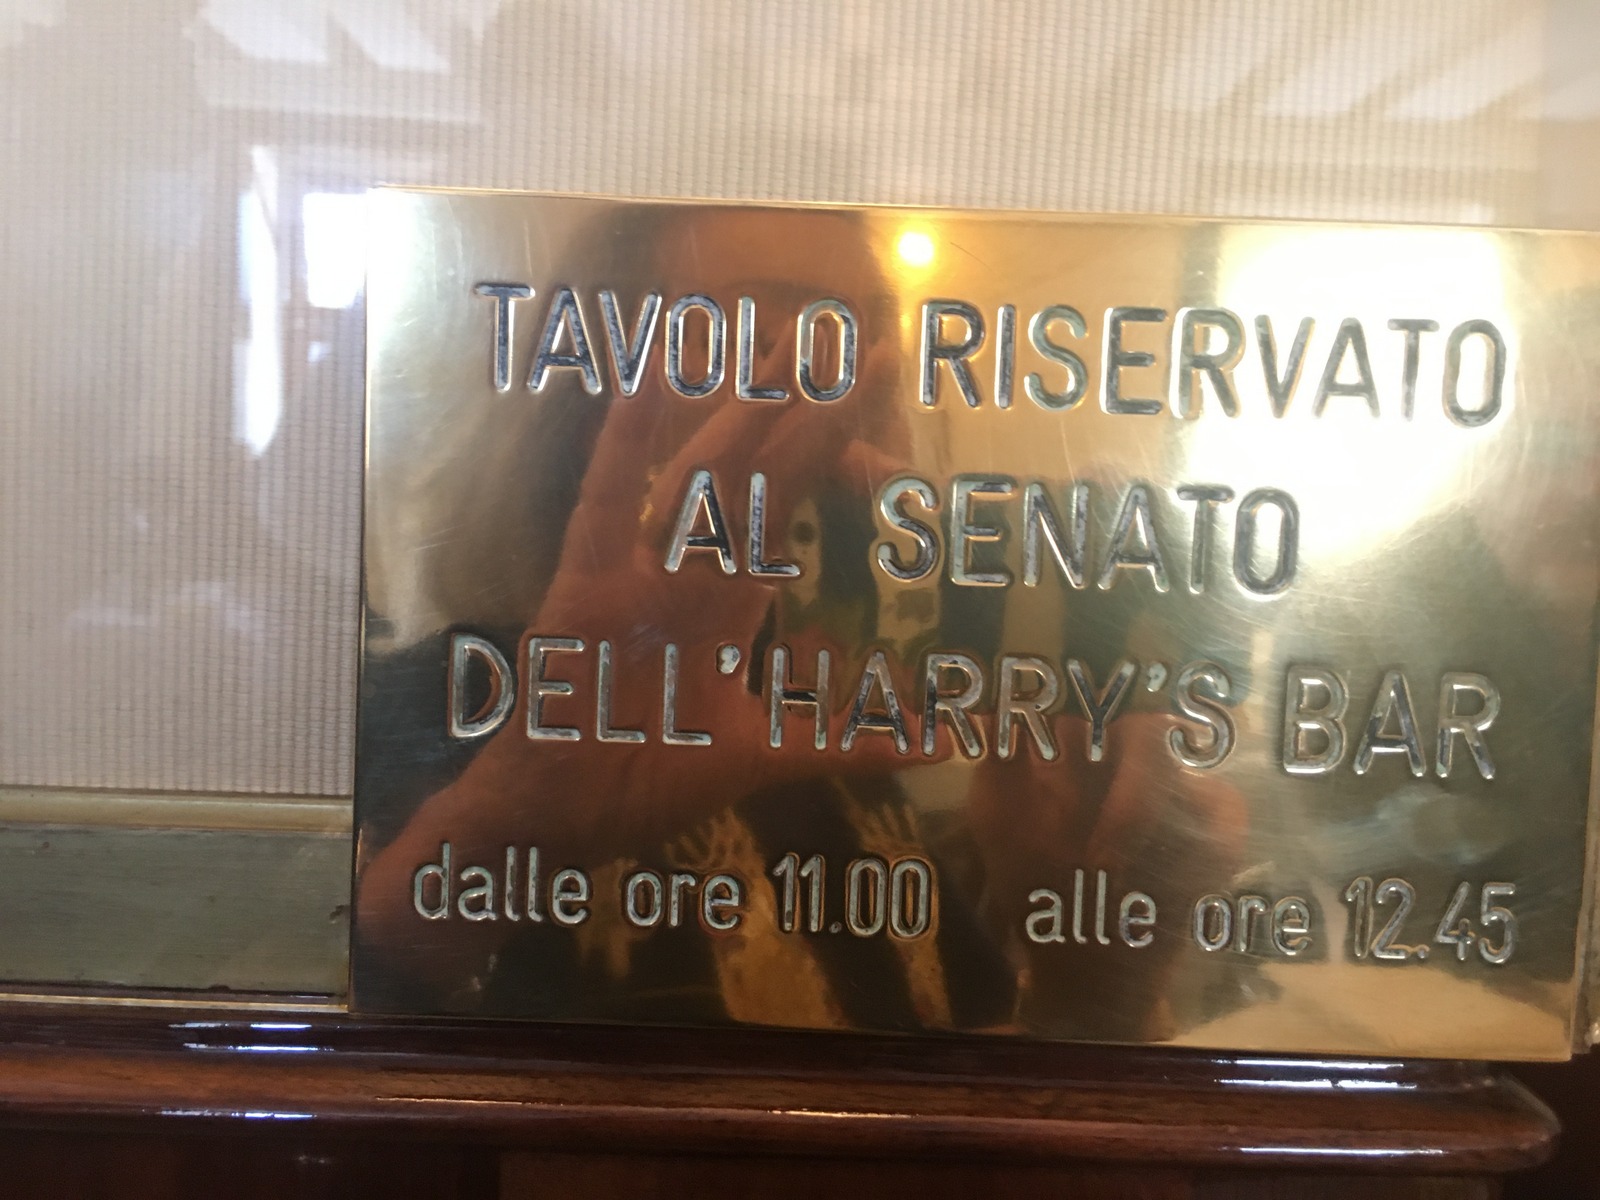 TAVOLO RISERVATO
AL SENATO
DELL'HARRY'S BAR
dalle ore 11.00 alle ore 12.45